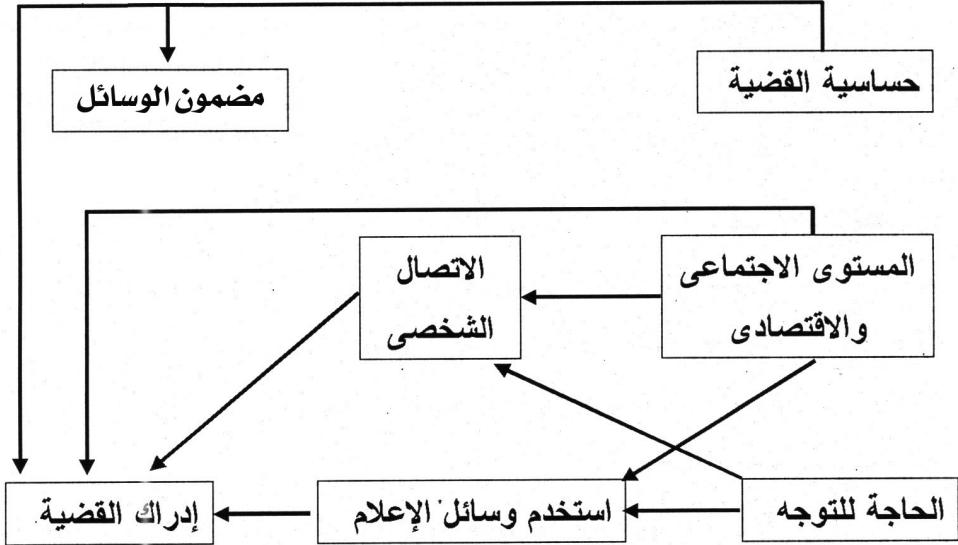 حساسية القضية
مضمون الوسائل
المستوى الاجتماعى
والاقتصادى
الاتصال
الشخصى
الحاجة للتوجه
استخدم وسائل الإعلام
إدراك القضية